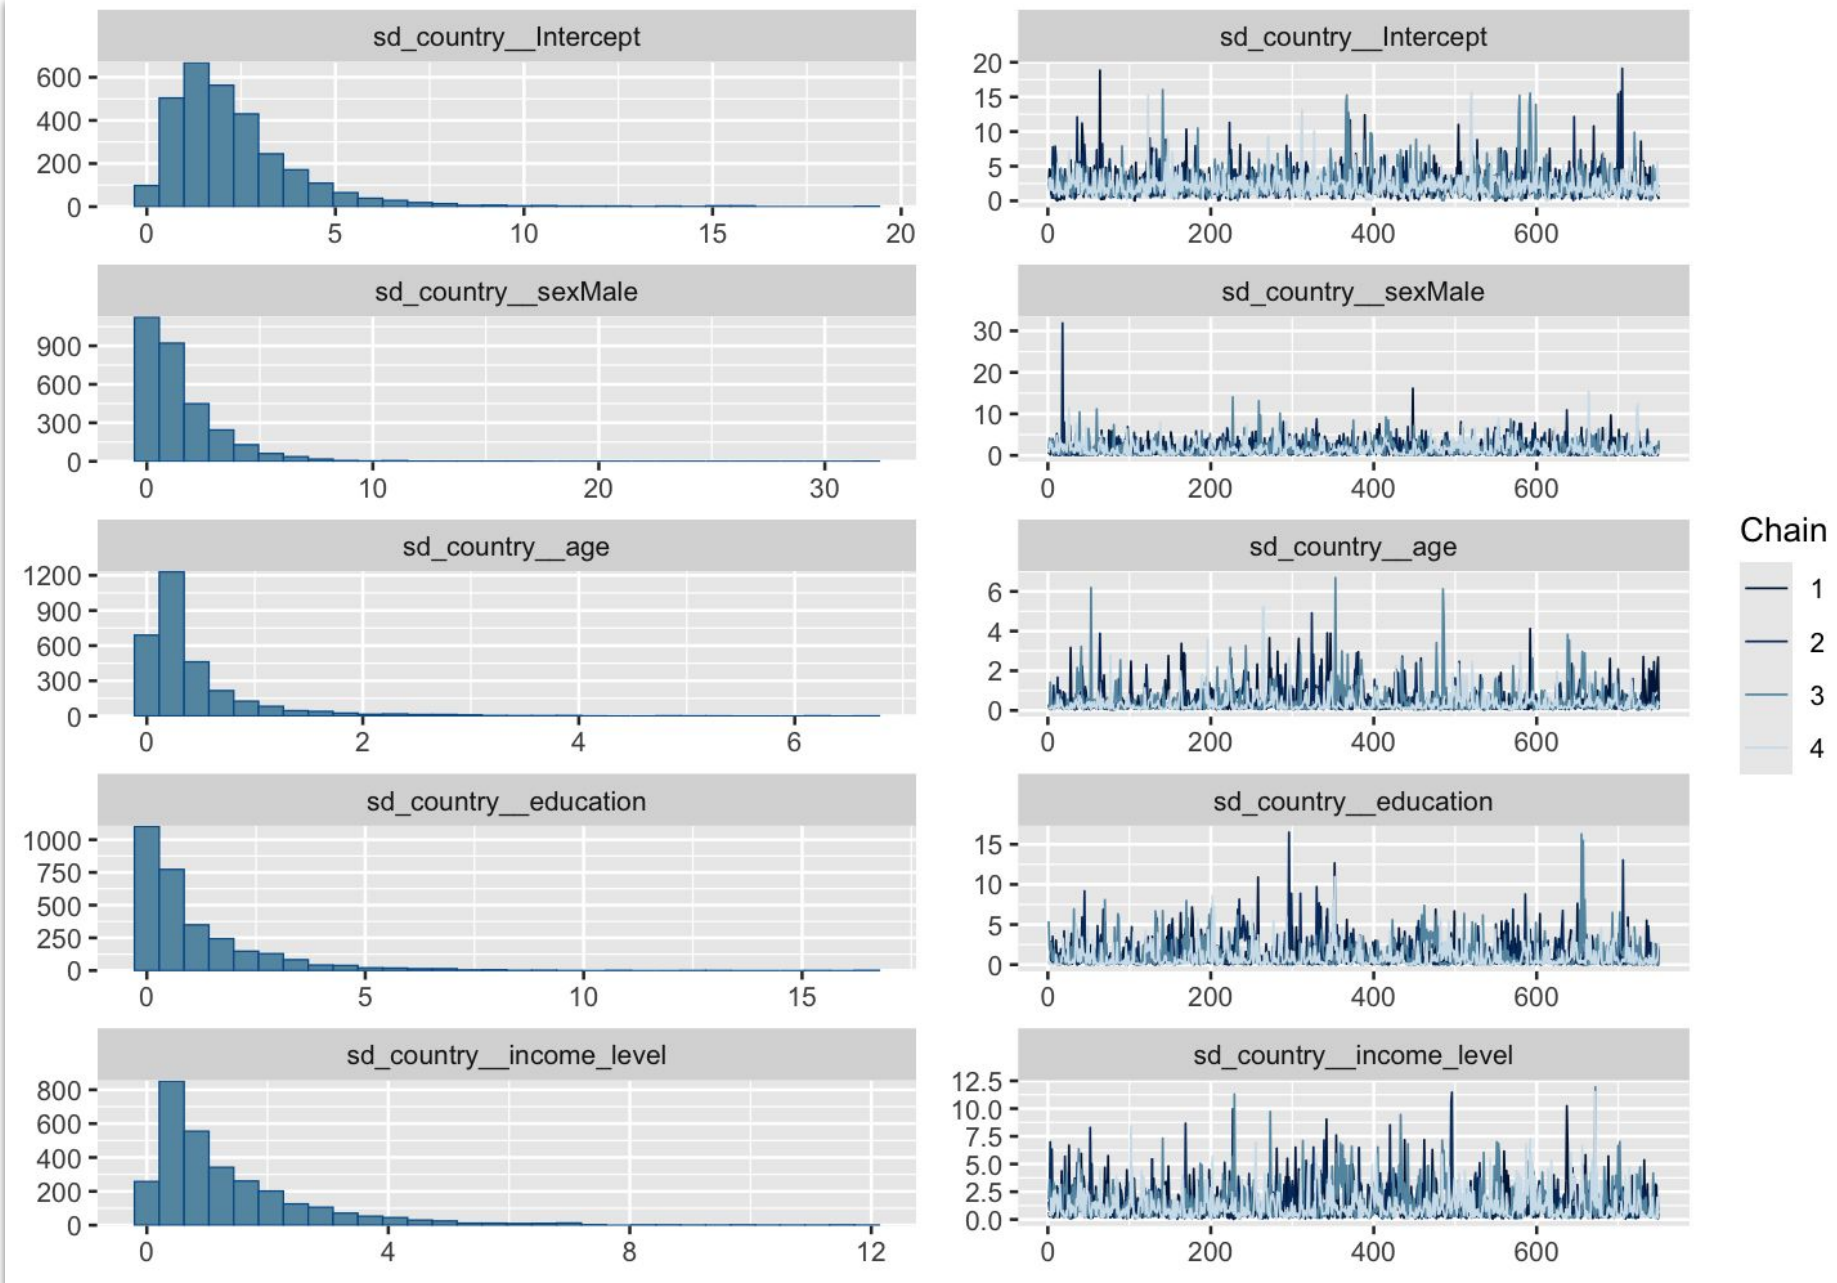 sd_country__Intercept
600
400
200
0
0 5 10 15 20
sd_country__Intercept
20
15
10
5
0
0 200 400 600
sd_country__sexMale
900
600
300
0
0 10 20 30
sd_country__sexMale
30
20
10
0
0 200 400 600
sd_country__age
1200
900
600
300
0
0 2 4 6
sd_country__age
6
4
2
0
0 200 400 600
sd_country__education
1000
750
500
250
0
0 5 10 15
sd_country__education
15
10
5
0
0 200 400 600
sd_country__income_level
800
600
400
200
0
0 4 8 12
sd_country__income_level
12.5
10.0
7.5
5.0
2.5
0.0
0 200 400 600
Chain
1
2
3
4